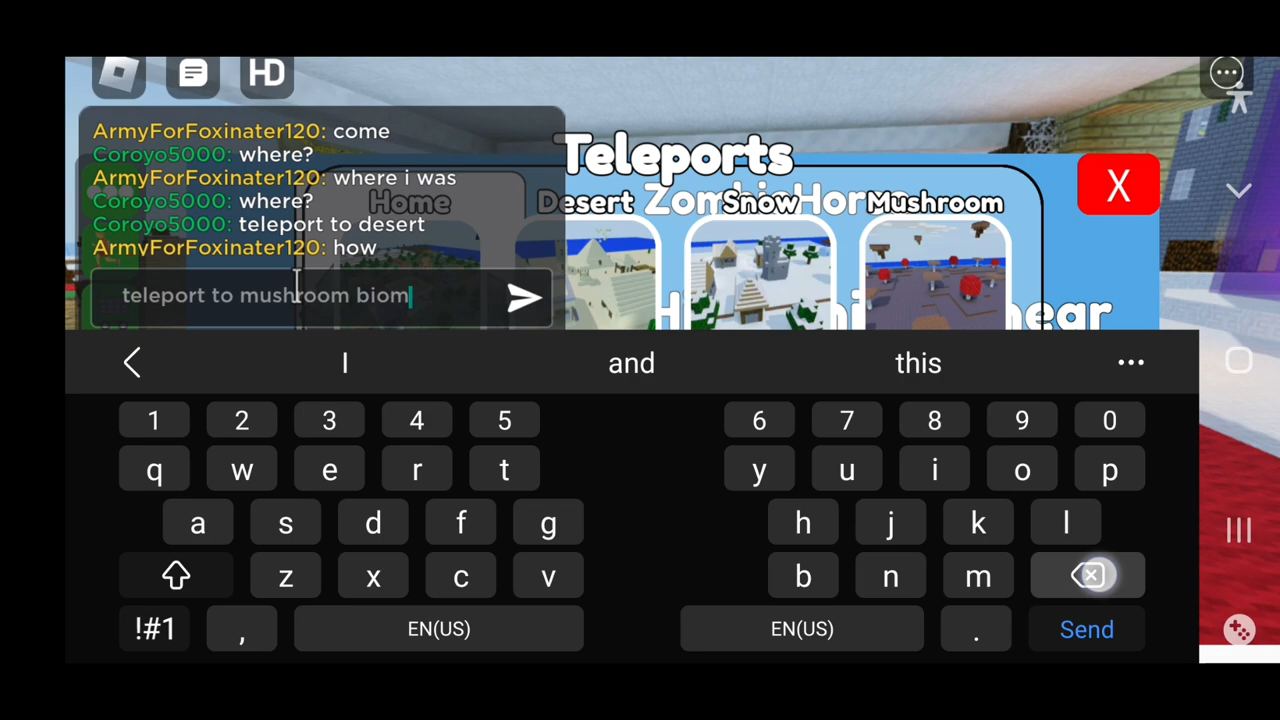 HD
ArmyForFoxinater120: come
Coroyo5000: where?
ArmyForFoxinater120: where i was
Coroyo5000: where?
Coroyo5000: teleport to desert
ArmyForFoxinater120: how
teleport to mushroom biom
Teleports
X
Home Desert Snow Mushroom
I and this
1 2 3 4 5 6 7 8 9 0
q w e r t y u i o p
a s d f g h j k l
z x c v b n m
!#1 , EN(US) EN(US) . Send